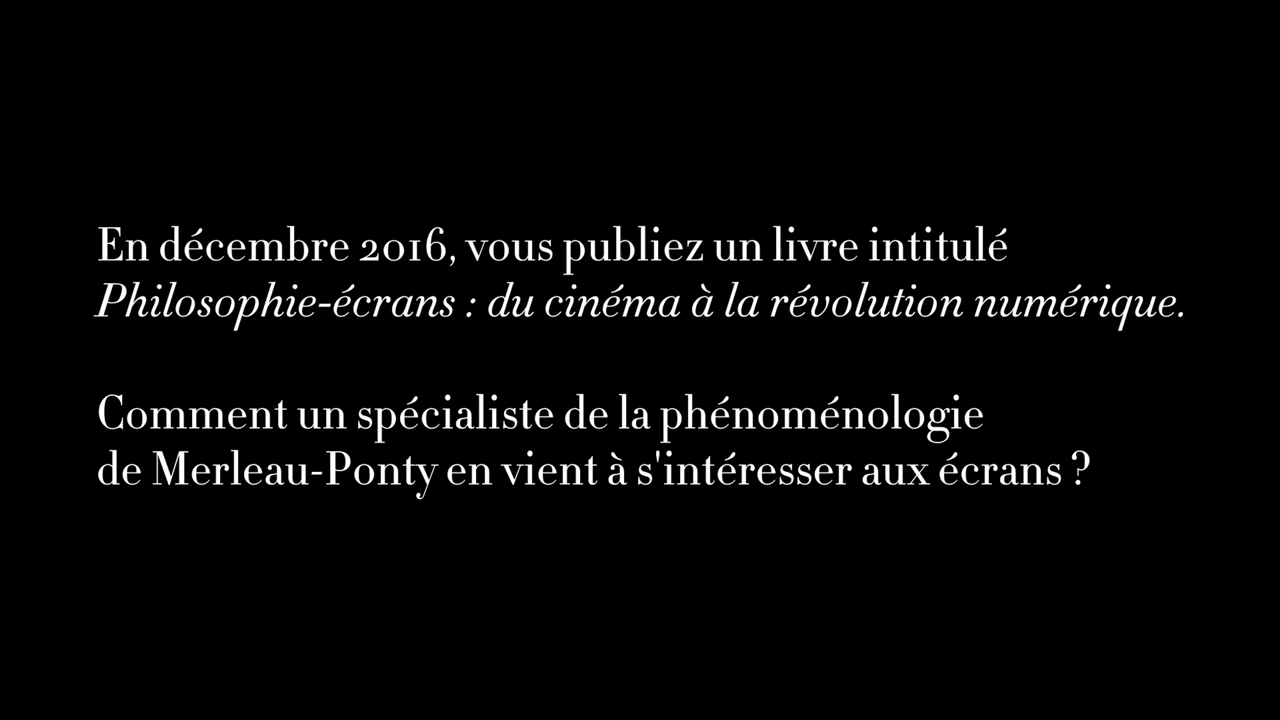 En décembre 2016, vous publiez un livre intitulé
Philosophie-écrans : du cinéma à la révolution numérique.
Comment un spécialiste de la phénoménologie
de Merleau-Ponty en vient à s'intéresser aux écrans ?